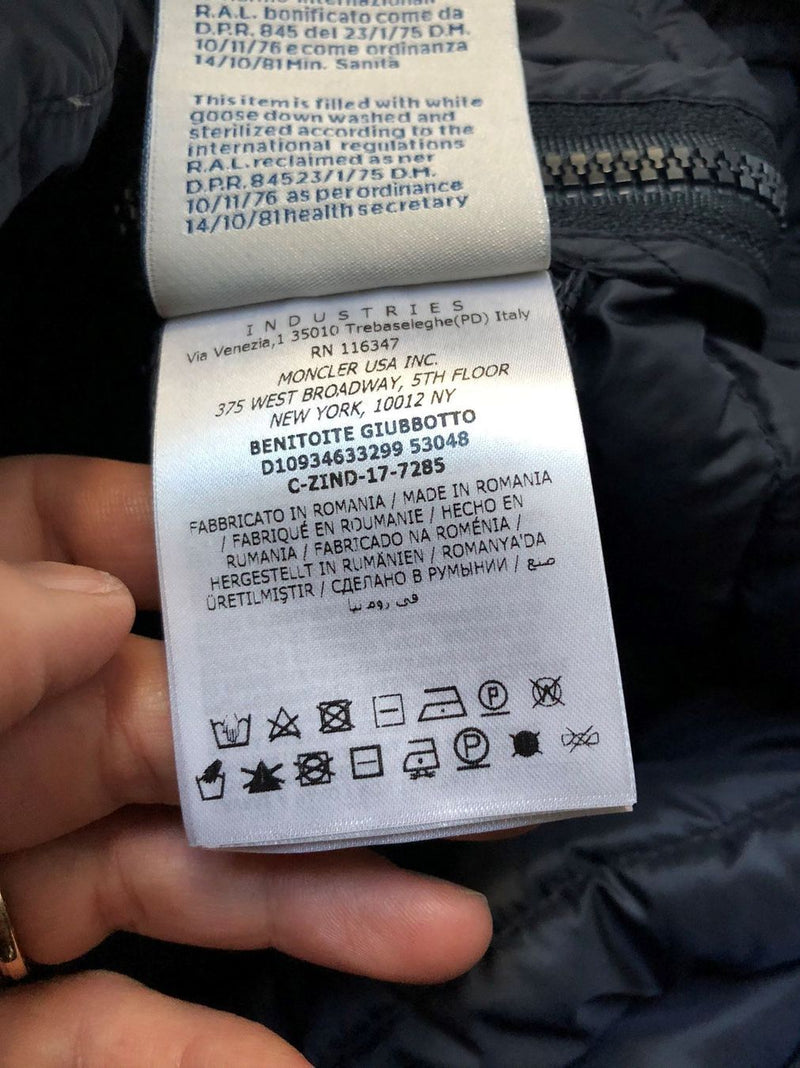 R.A.L. bonificato come da
D.P.R. 845 del 23/1/75 D.M.
10/11/76 e come ordinanza
14/10/81 Min. Sanità
This item is filled with white
goose down washed and
sterilized according to the
international regulations
R.A.L. reclaimed as per
D.P.R. 84523/1/75 D.M.
10/11/76 as per ordinance
14/10/81 health secretary
INDUSTRIES
Via Venezia,1 35010 Trebaseleghe(PD) Italy
RN 116347
MONCLER USA INC.
375 WEST BROADWAY, 5TH FLOOR
NEW YORK, 10012 NY
BENITOITE GIUBBOTTO
D10934633299 53048
C-ZIND-17-7285
FABBRICATO IN ROMANIA / MADE IN ROMANIA
/ FABRIQUÉ EN ROUMANIE / HECHO EN
RUMANIA / FABRICADO NA ROMÉNIA /
HERGESTELLT IN RUMÄNIEN / ROMANYA'DA
ÜRETILMIŞTIR / СДЕЛАНО В РУМЫНИИ / صنع
في رومانيا
P
W
P